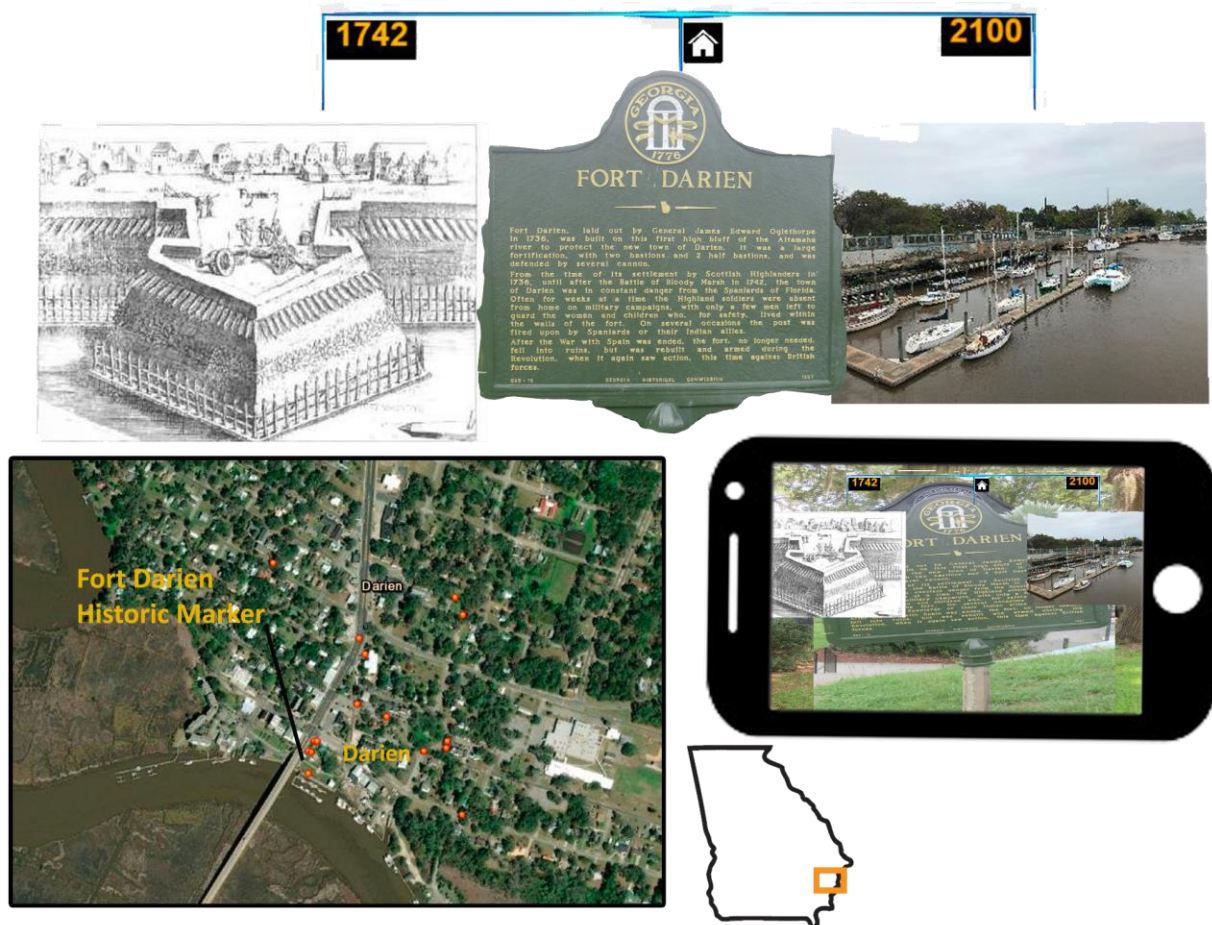 1742
2100
GEORGIA
1776
FORT DARIEN
Fort Darien, laid out by General James Edward Oglethorpe
in 1736, was built on this first high bluff of the Altamaha
river to protect the new town of Darien. It was a large
fortification, with two bastions and 2 half bastions, and was
defended by several cannon.
From the time of its settlement by Scottish Highlanders in
1736, until after the Battle of Bloody Marsh in 1742, the town
of Darien was in constant danger from the Spaniards of Florida.
Often for weeks at a time the Highland soldiers were absent
from home on military campaigns, with only a few men left to
guard the women and children who, for safety, lived within
the walls of the fort. On several occasions the post was
fired upon by Spaniards or their Indian allies.
After the War with Spain was ended, the fort, no longer needed,
fell into ruins, but was rebuilt and armed during the
Revolution, when it again saw action, this time against British
forces.
GEORGIA HISTORICAL COMMISSION
Fort Darien
Historic Marker
Darien
Darien
1742
2100
GEORGIA
ORT DARIEN